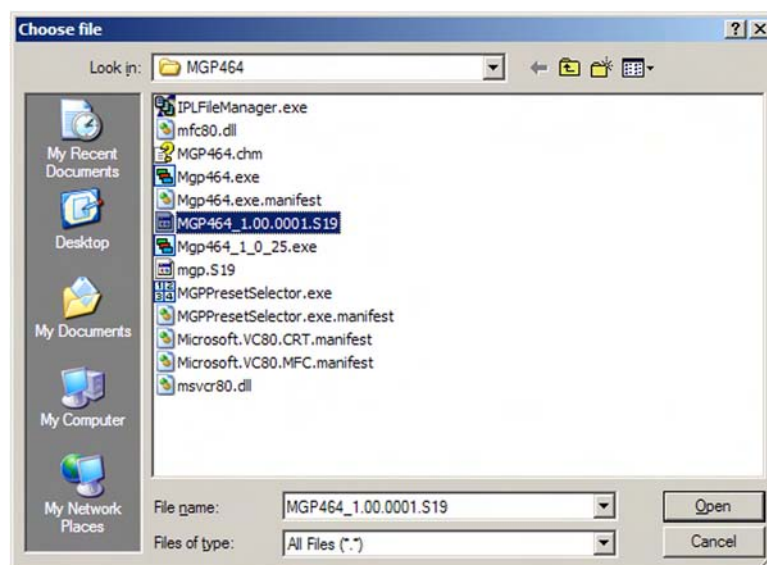 Choose file
Look in: MGP464
My Recent
Documents
Desktop
My Documents
My Computer
My Network
Places
IPLFileManager.exe
mfc80.dll
MGP464.chm
Mgp464.exe
Mgp464.exe.manifest
MGP464_1.00.0001.S19
Mgp464_1_0_25.exe
mgp.S19
MGPPresetSelector.exe
MGPPresetSelector.exe.manifest
Microsoft.VC80.CRT.manifest
Microsoft.VC80.MFC.manifest
msvcr80.dll
File name: MGP464_1.00.0001.S19 Open
Files of type: All Files (*.*) Cancel